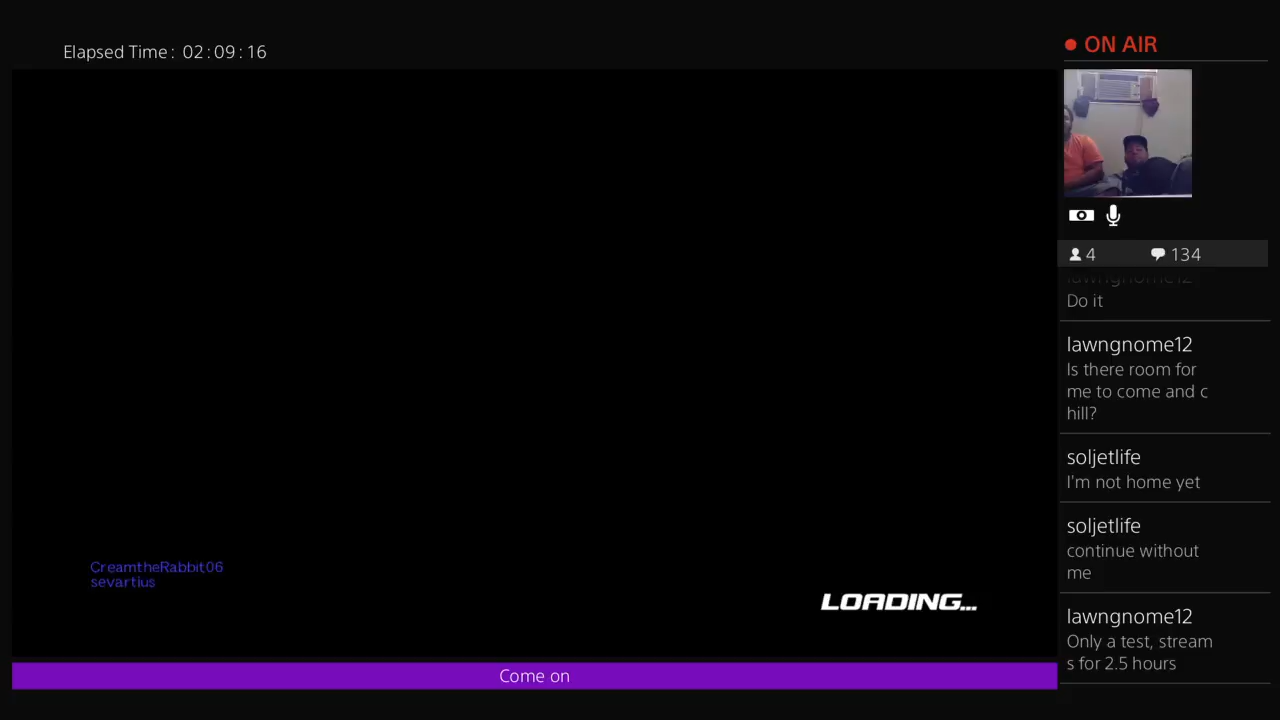 Elapsed Time: 02:09:16
ON AIR
4 134
lawngnome12
Do it
lawngnome12
Is there room for
me to come and c
hill?
soljetlife
I'm not home yet
soljetlife
continue without
me
lawngnome12
Only a test, stream
s for 2.5 hours
CreamtheRabbit06
sevartius
LOADING...
Come on